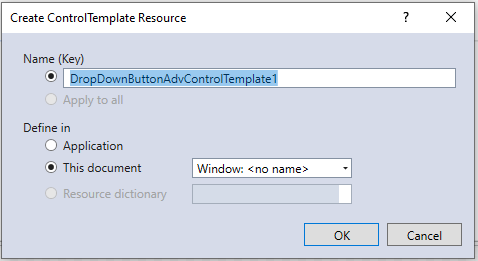 Create ControlTemplate Resource
? X
Name (Key)
DropDownButtonAdvControlTemplate1
Apply to all
Define in
Application
This document Window: <no name>
Resource dictionary
OK Cancel